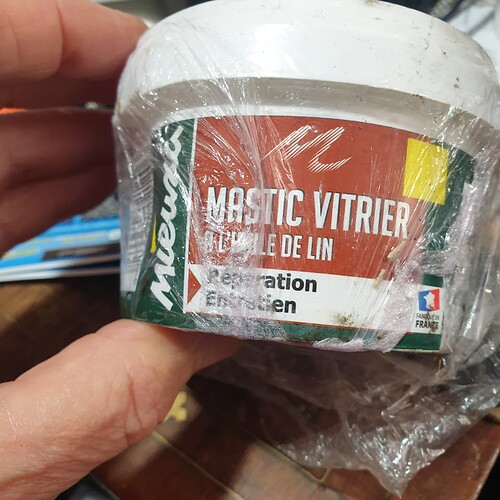 Mieuxa
MASTIC VITRIER
À L'HUILE DE LIN
Réparation
Entretien
FABRIQUÉ EN
FRANCE